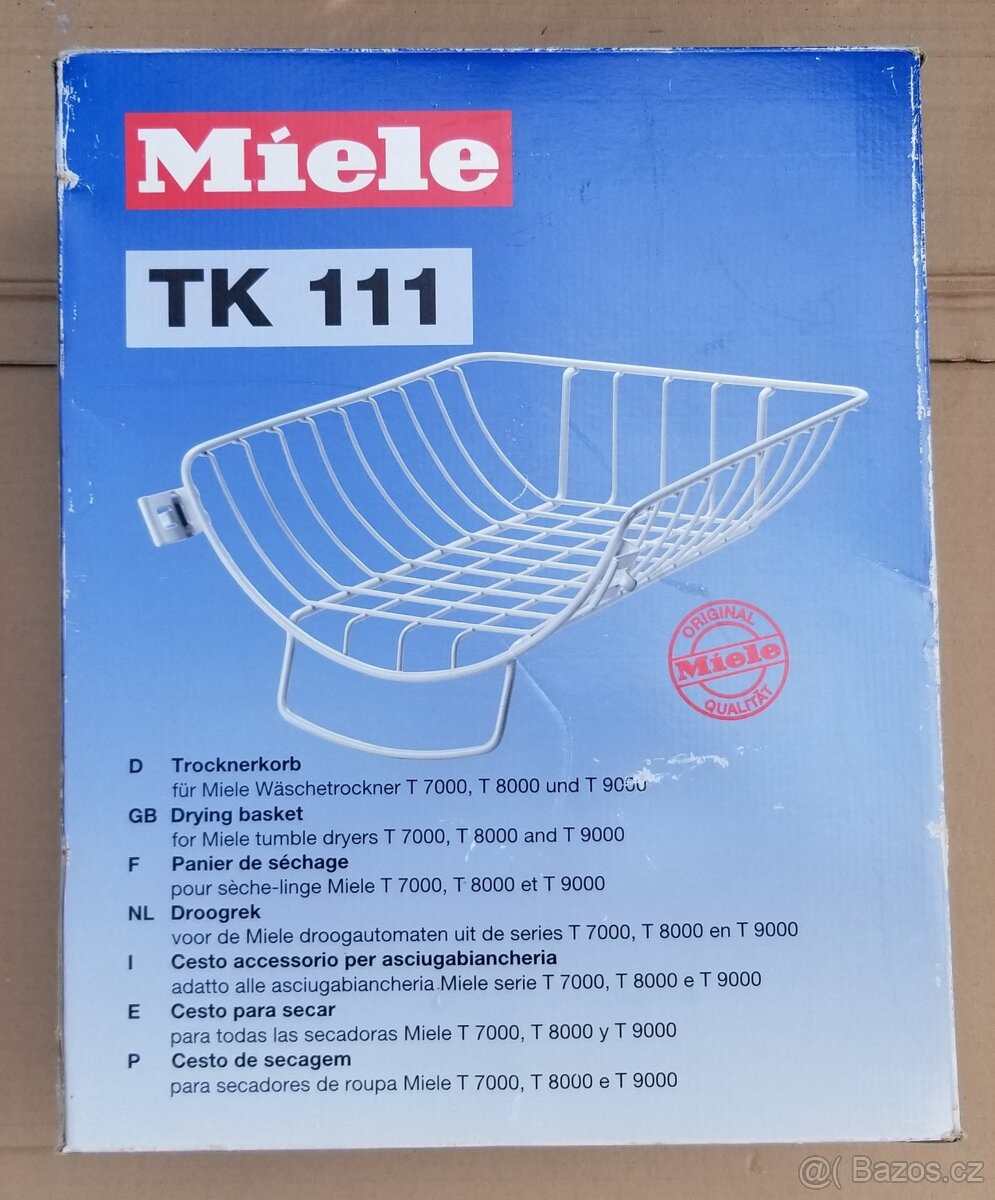 Miele
TK 111
ORIGINAL
Miele
QUALITÄT
D Trocknerkorb
für Miele Wäschetrockner T 7000, T 8000 und T 9000
GB Drying basket
for Miele tumble dryers T 7000, T 8000 and T 9000
F Panier de séchage
pour sèche-linge Miele T 7000, T 8000 et T 9000
NL Droogrek
voor de Miele droogautomaten uit de series T 7000, T 8000 en T 9000
I Cesto accessorio per asciugabiancheria
adatto alle asciugabiancheria Miele serie T 7000, T 8000 e T 9000
E Cesto para secar
para todas las secadoras Miele T 7000, T 8000 y T 9000
P Cesto de secagem
para secadores de roupa Miele T 7000, T 8000 e T 9000
@( Bazos.cz